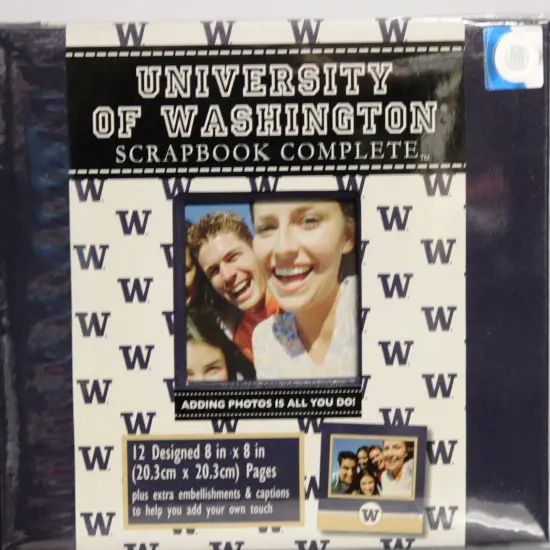 UNIVERSITY
OF WASHINGTON®
SCRAPBOOK COMPLETE™
ADDING PHOTOS IS ALL YOU DO!
12 Designed 8 in x 8 in
(20.3cm x 20.3cm) Pages
plus extra embellishments & captions
to help you add your own touch
W